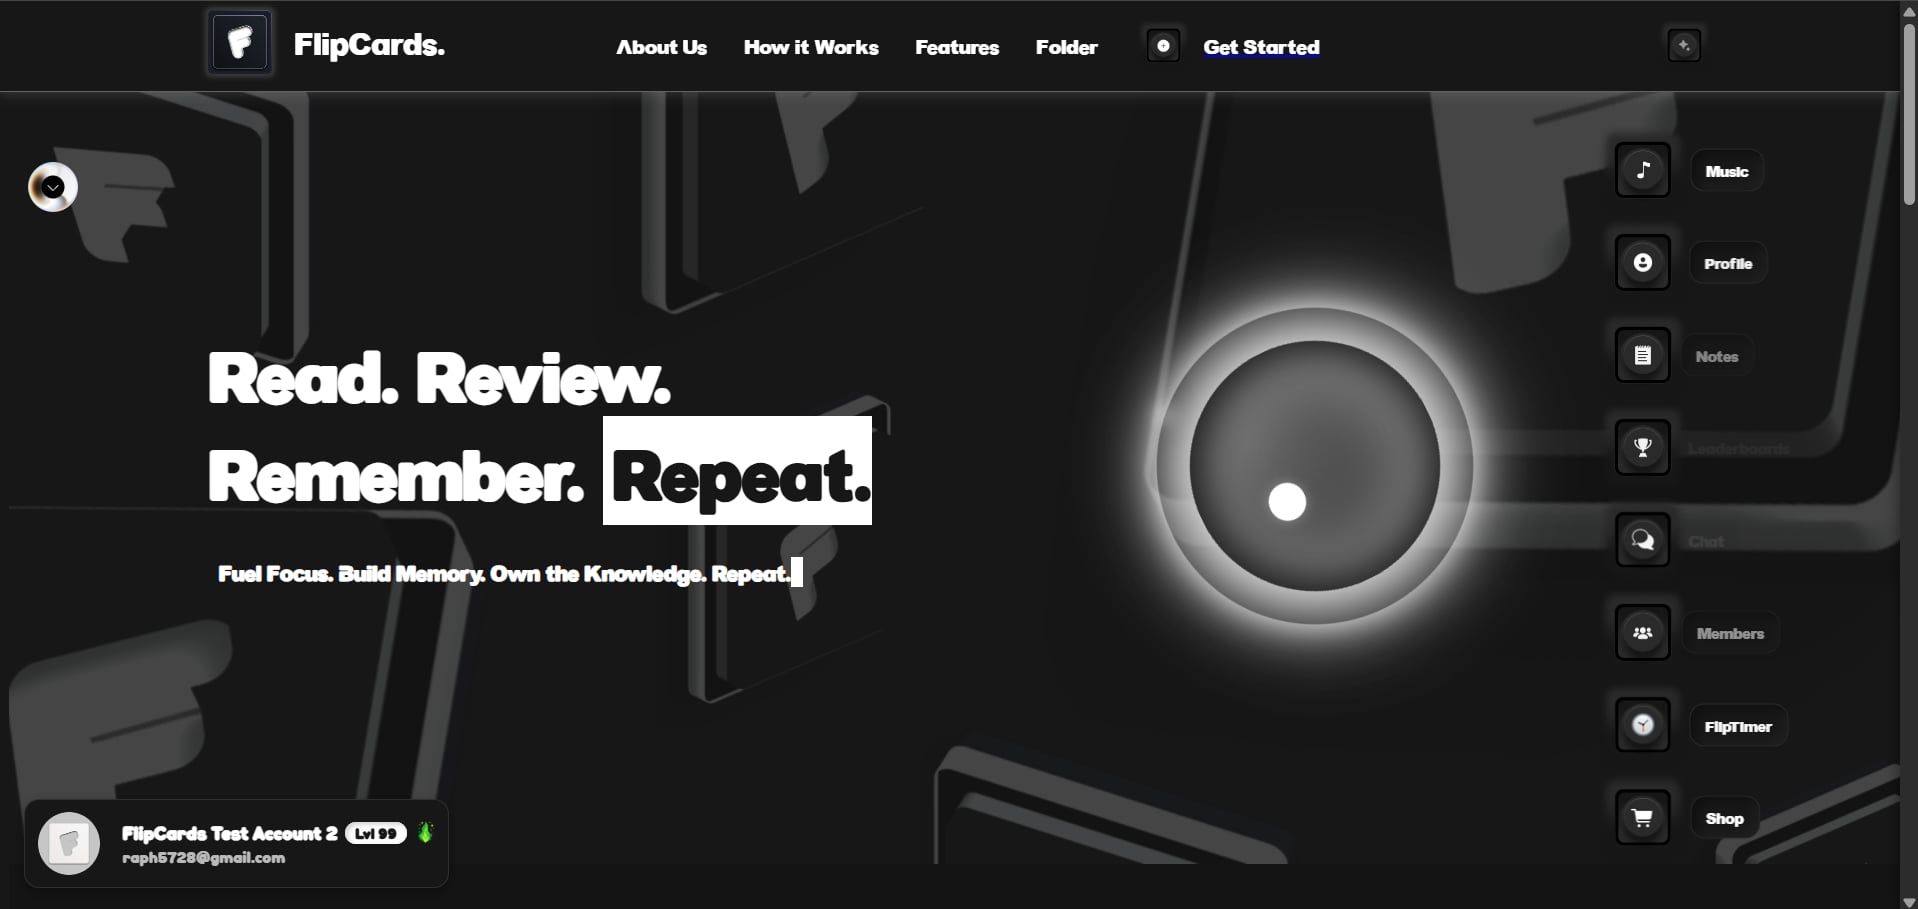 FlipCards.
About Us
How it Works
Features
Folder
Get Started
Music
Profile
Notes
Leaderboards
Chat
Members
FlipTimer
Shop
Read. Review.
Remember. Repeat.
Fuel Focus. Build Memory. Own the Knowledge. Repeat.
FlipCards Test Account 2 Lvl 99
raph5728@gmail.com